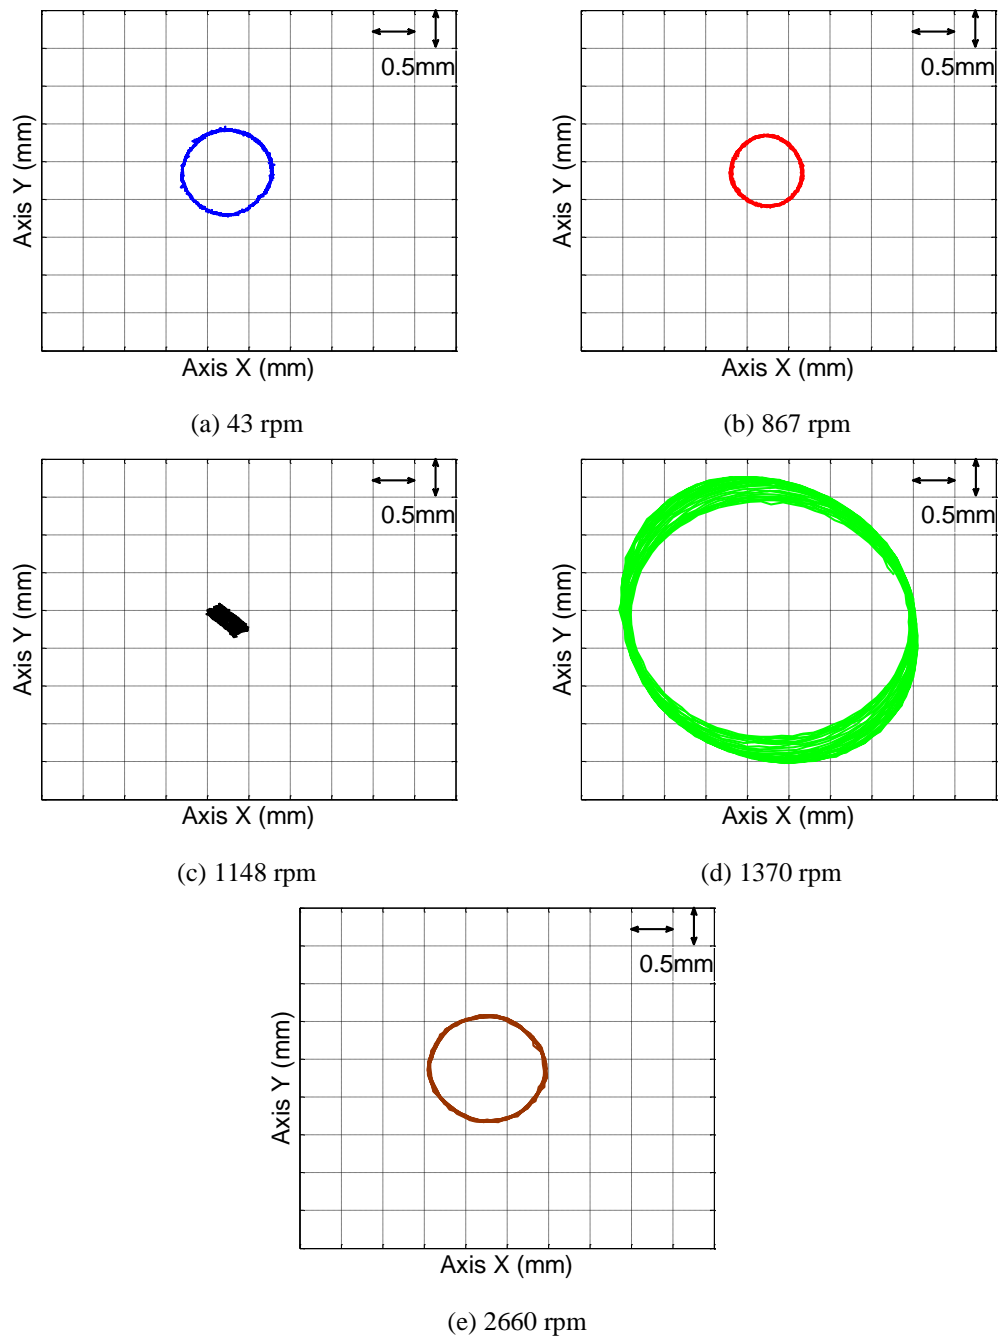 0.5mm
Axis Y (mm)
Axis X (mm)
(a) 43 rpm
0.5mm
Axis Y (mm)
Axis X (mm)
(b) 867 rpm
0.5mm
Axis Y (mm)
Axis X (mm)
(c) 1148 rpm
0.5mm
Axis Y (mm)
Axis X (mm)
(d) 1370 rpm
0.5mm
Axis Y (mm)
Axis X (mm)
(e) 2660 rpm